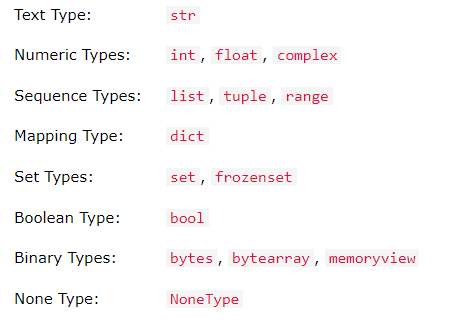 Text Type: str
Numeric Types: int, float, complex
Sequence Types: list, tuple, range
Mapping Type: dict
Set Types: set, frozenset
Boolean Type: bool
Binary Types: bytes, bytearray, memoryview
None Type: NoneType